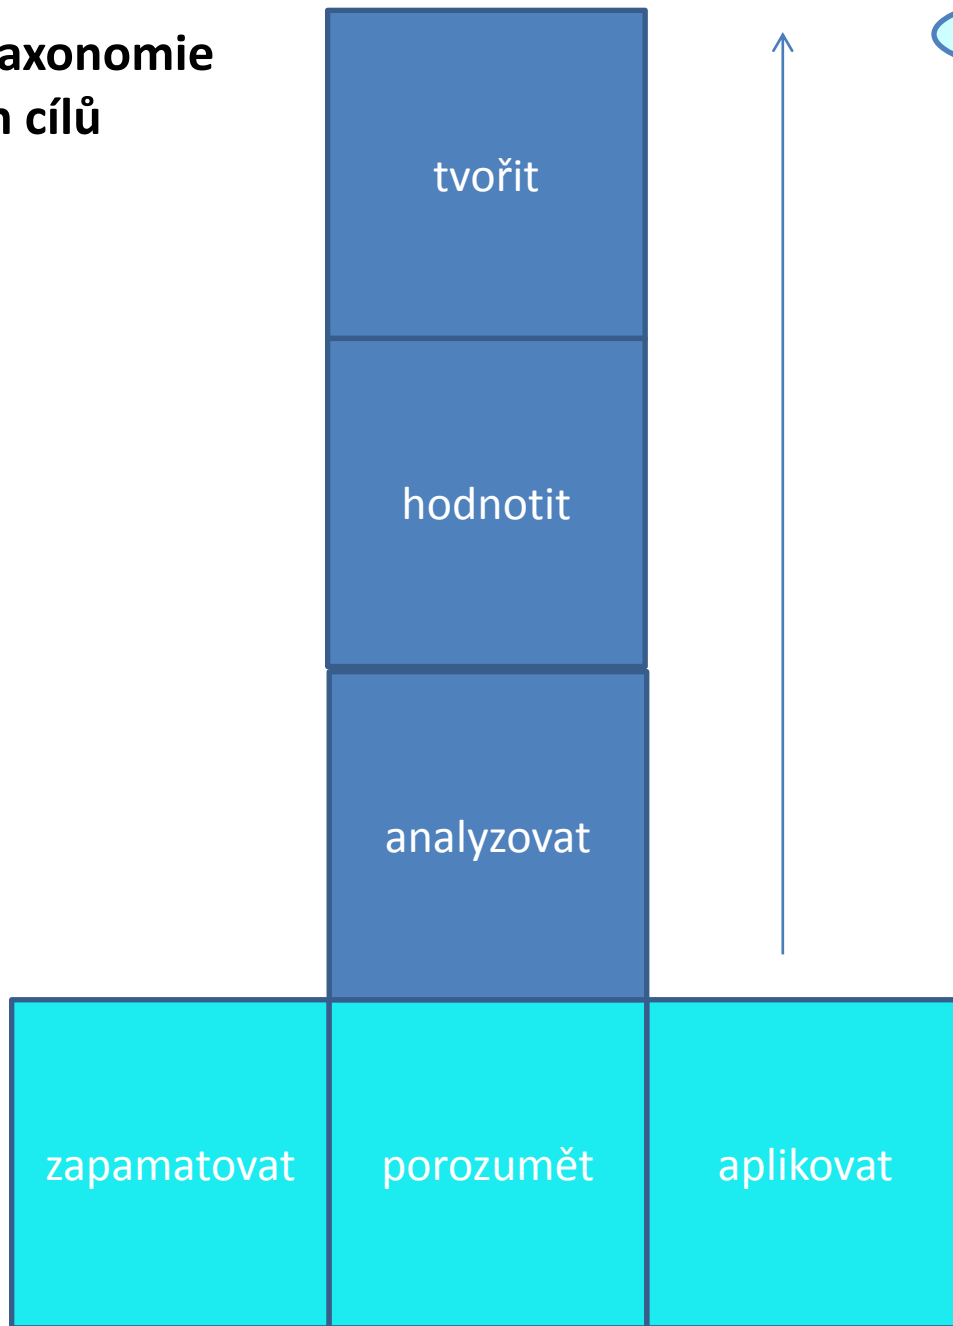 axonomie
n cílů
tvořit
hodnotit
analyzovat
zapamatovat porozumět aplikovat